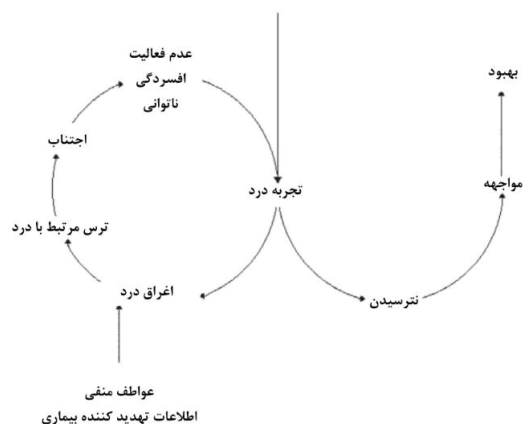 عدم فعالیت
افسردگی
ناتوانی
بهبود
اجتناب
تجربه درد
مواجهه
ترس مرتبط با درد
اغراق درد
نترسیدن
عواطف منفی
اطلاعات تهدید کننده بیماری